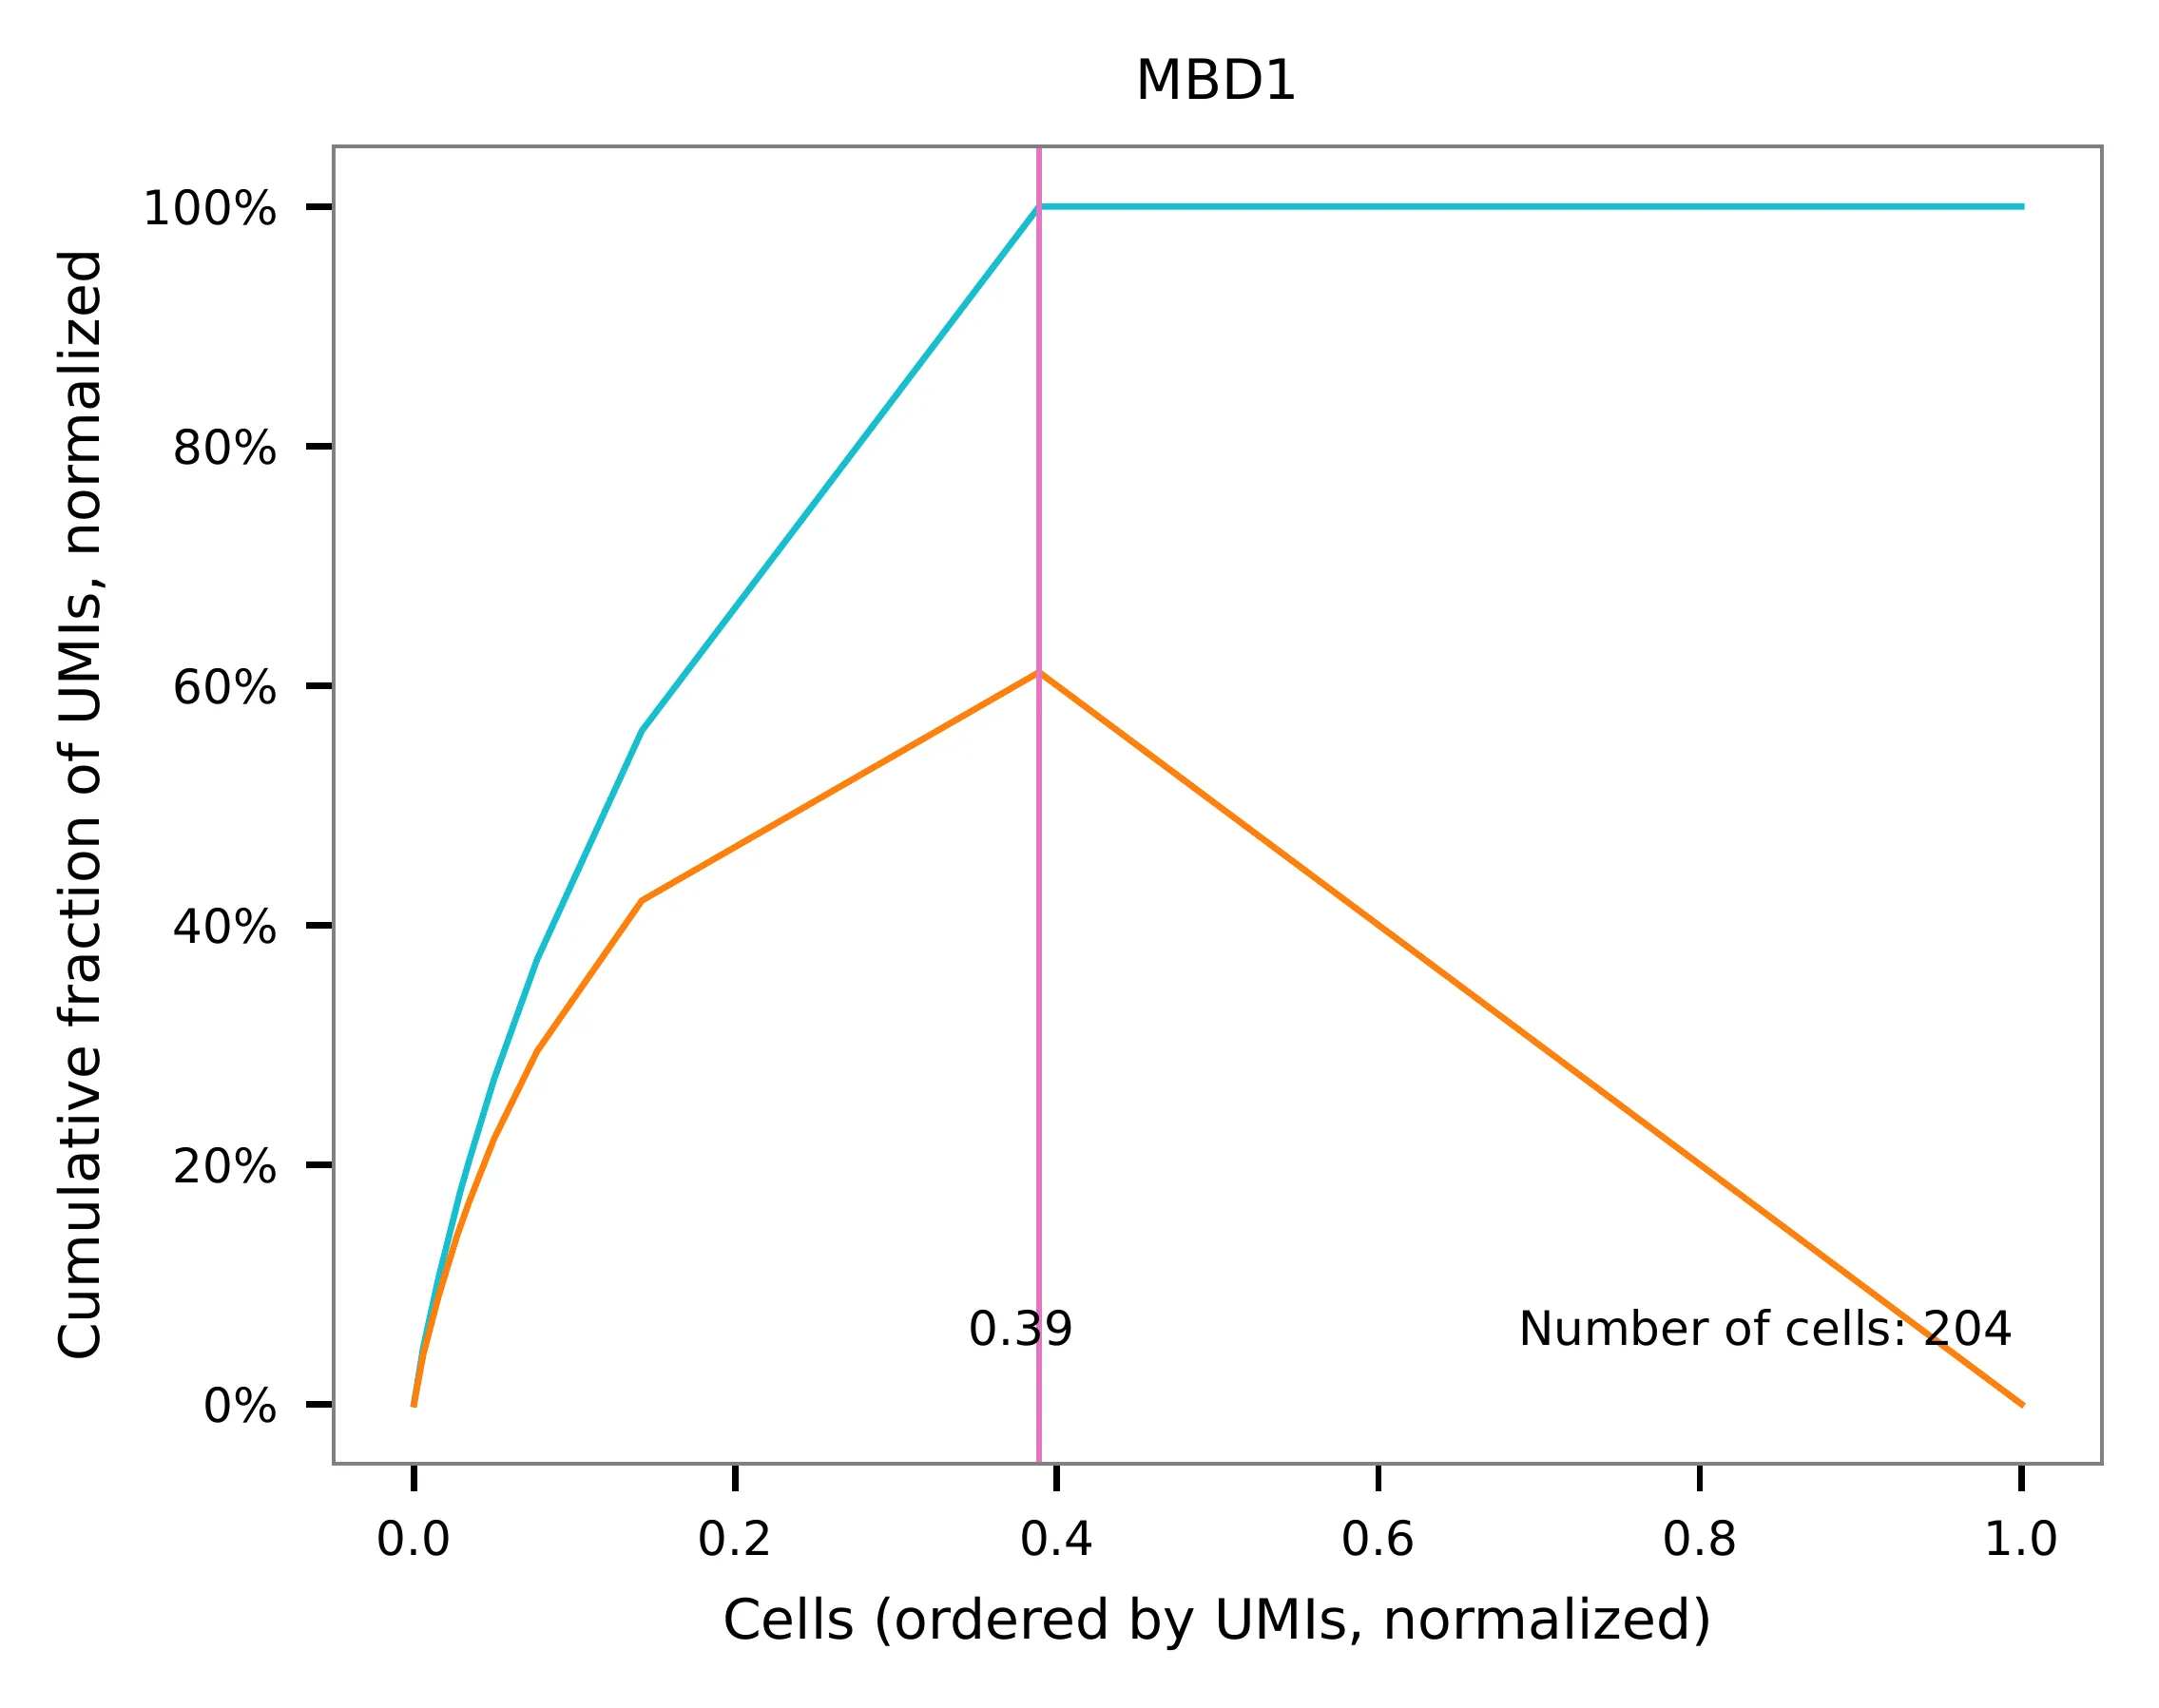 MBD1
Cumulative fraction of UMIs, normalized
100%
80%
60%
40%
20%
0%
0.39
Number of cells: 204
0.0 0.2 0.4 0.6 0.8 1.0
Cells (ordered by UMIs, normalized)